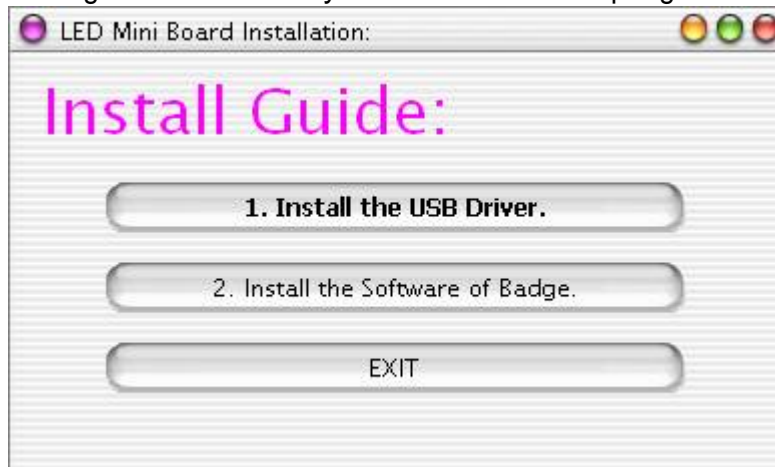 LED Mini Board Installation:
Install Guide:
1. Install the USB Driver.
2. Install the Software of Badge.
EXIT